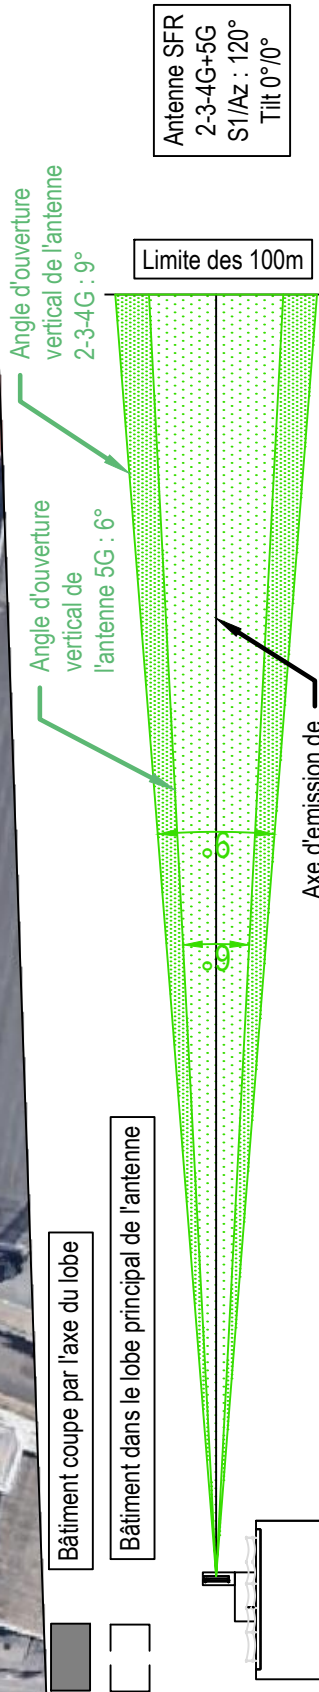 Antenne SFR
2-3-4G+5G
S1/Az : 120°
Tilt 0°/0°
Angle d'ouverture
vertical de l'antenne
2-3-4G : 9°
Limite des 100m
Angle d'ouverture
vertical de
l'antenne 5G : 6°
9°
6°
Axe d'émission de
Bâtiment coupe par l'axe du lobe
Bâtiment dans le lobe principal de l'antenne